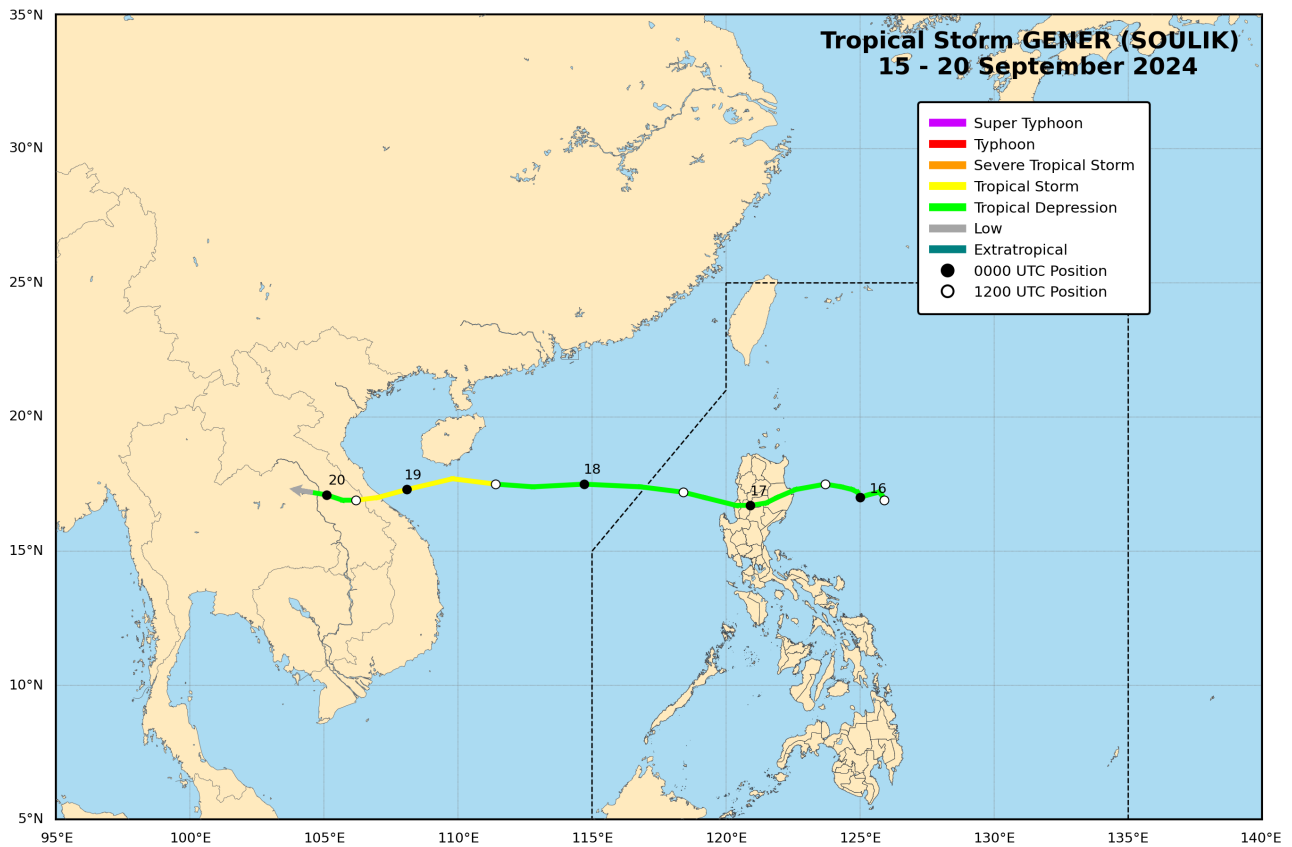 Tropical Storm GENER (SOULIK)
15 - 20 September 2024
Super Typhoon
Typhoon
Severe Tropical Storm
Tropical Storm
Tropical Depression
Low
Extratropical
0000 UTC Position
1200 UTC Position
35°N
30°N
25°N
20°N
15°N
10°N
5°N
20
19
18
17
16
95°E
100°E
105°E
110°E
115°E
120°E
125°E
130°E
135°E
140°E